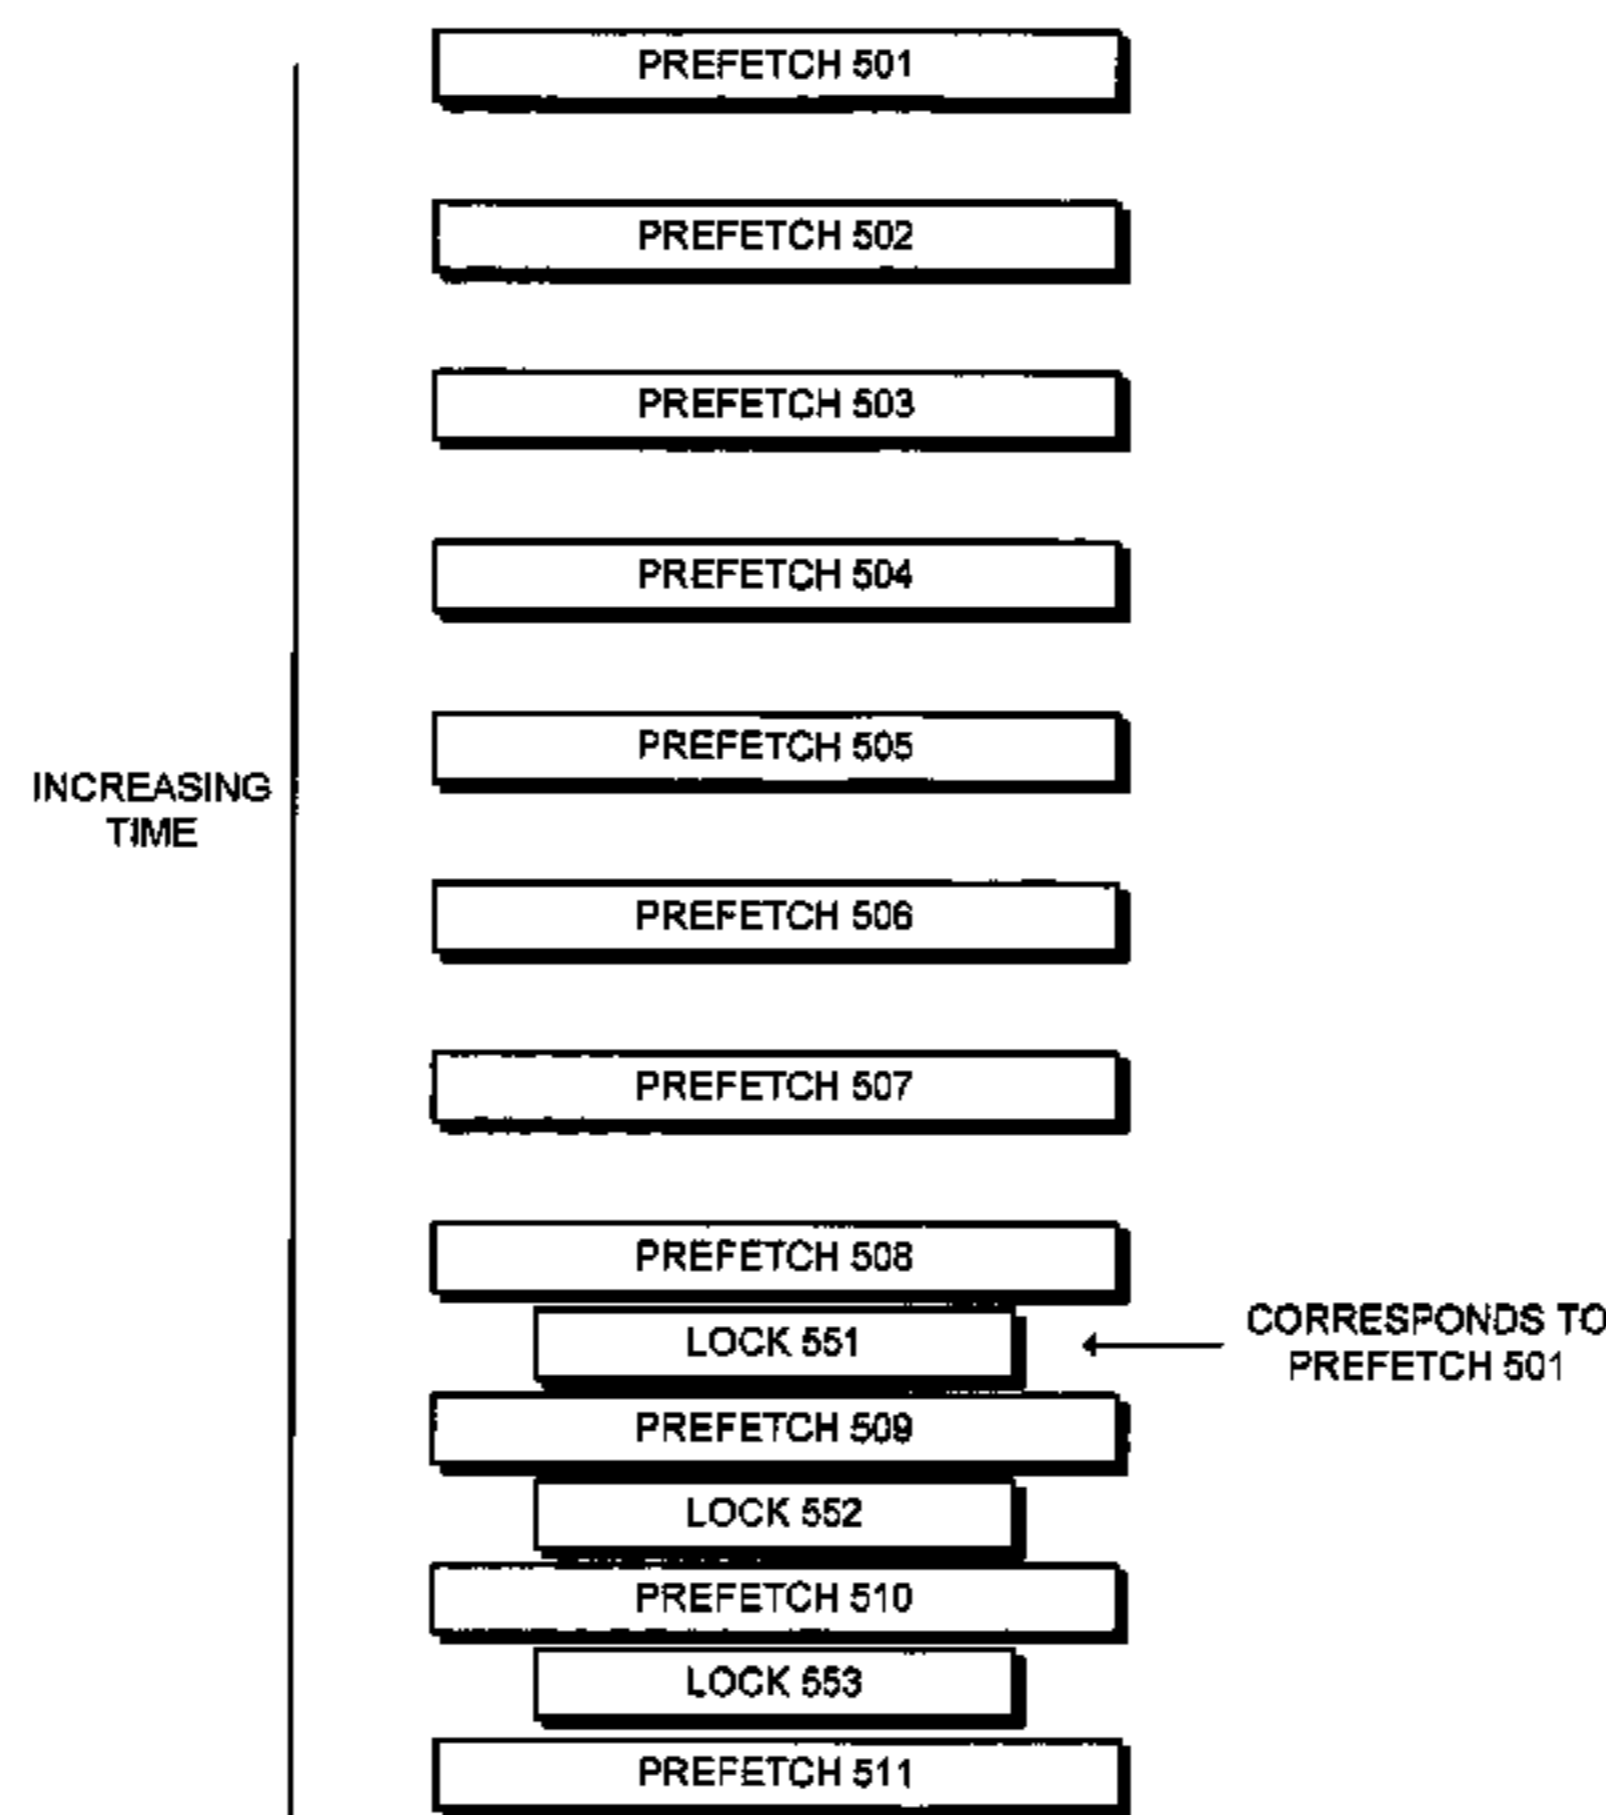 PREFETCH 501
PREFETCH 502
PREFETCH 503
PREFETCH 504
PREFETCH 505
INCREASING
TIME
PREFETCH 506
PREFETCH 507
PREFETCH 508
LOCK 551
CORRESPONDS TO
PREFETCH 501
PREFETCH 509
LOCK 552
PREFETCH 510
LOCK 553
PREFETCH 511